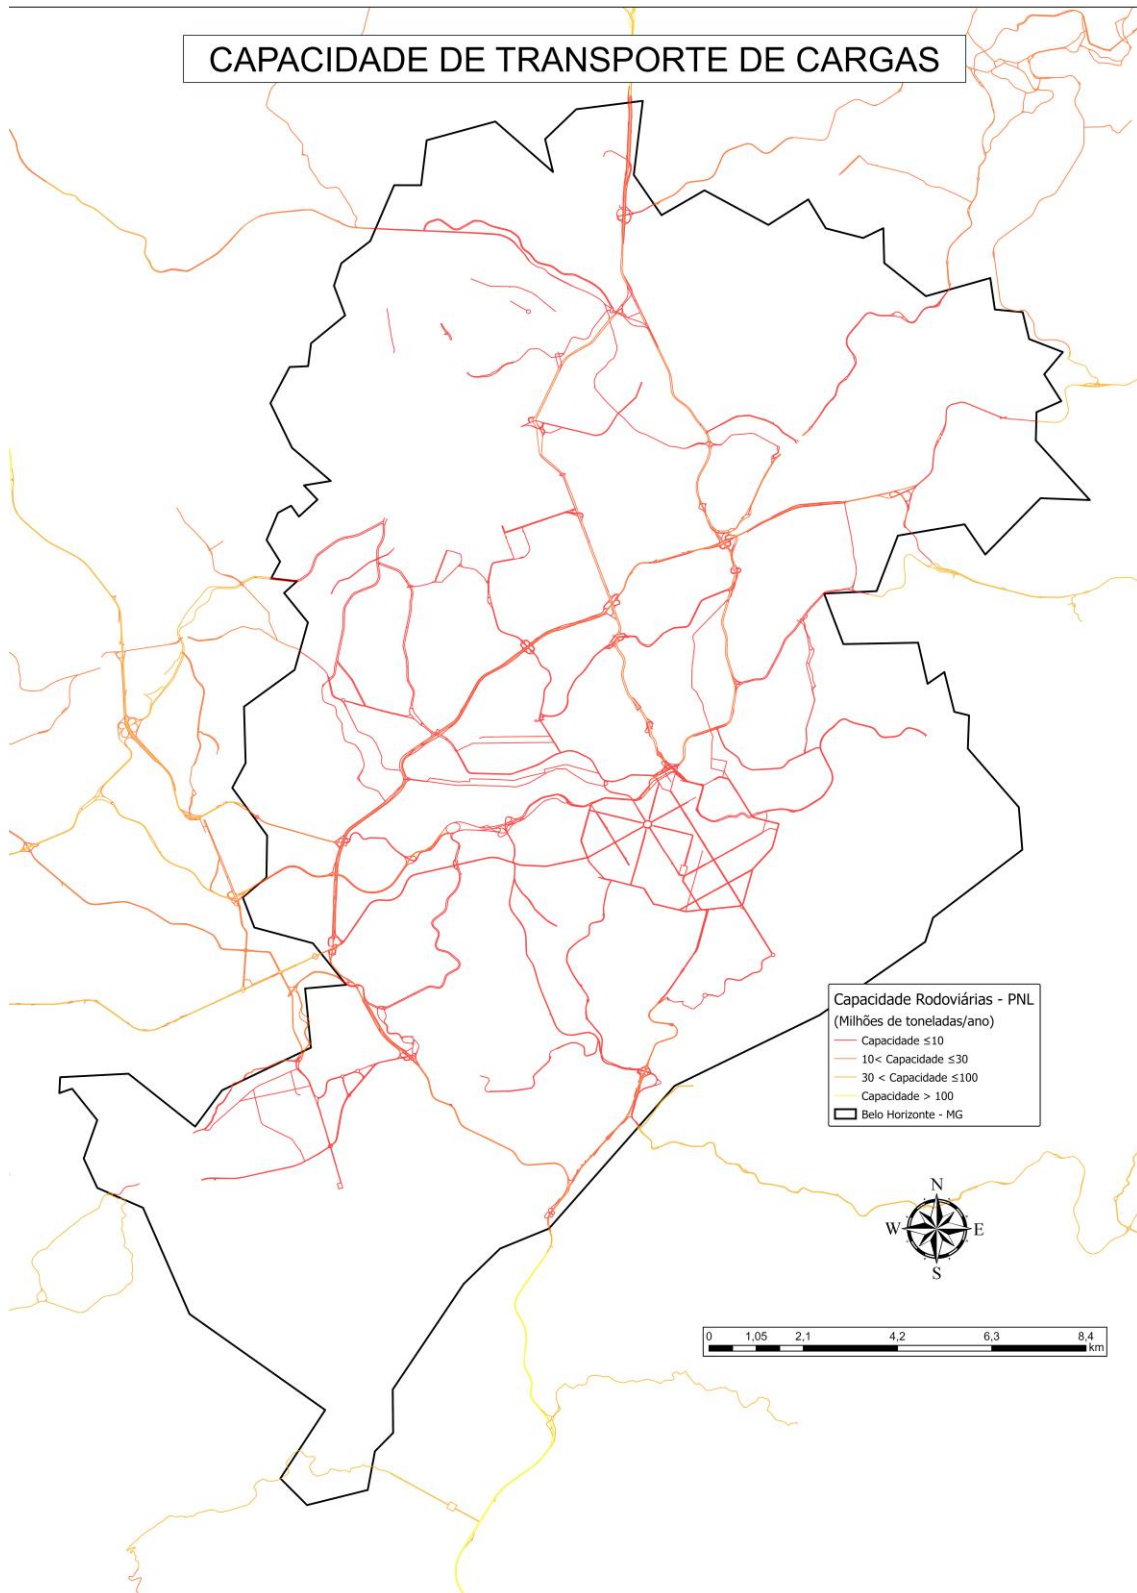 CAPACIDADE DE TRANSPORTE DE CARGAS
Capacidade Rodoviárias - PNL
(Milhões de toneladas/ano)
Capacidade ≤10
10< Capacidade ≤30
30 < Capacidade ≤100
Capacidade > 100
Belo Horizonte - MG
N
W E
S
0 1,05 2,1 4,2 6,3 8,4
km